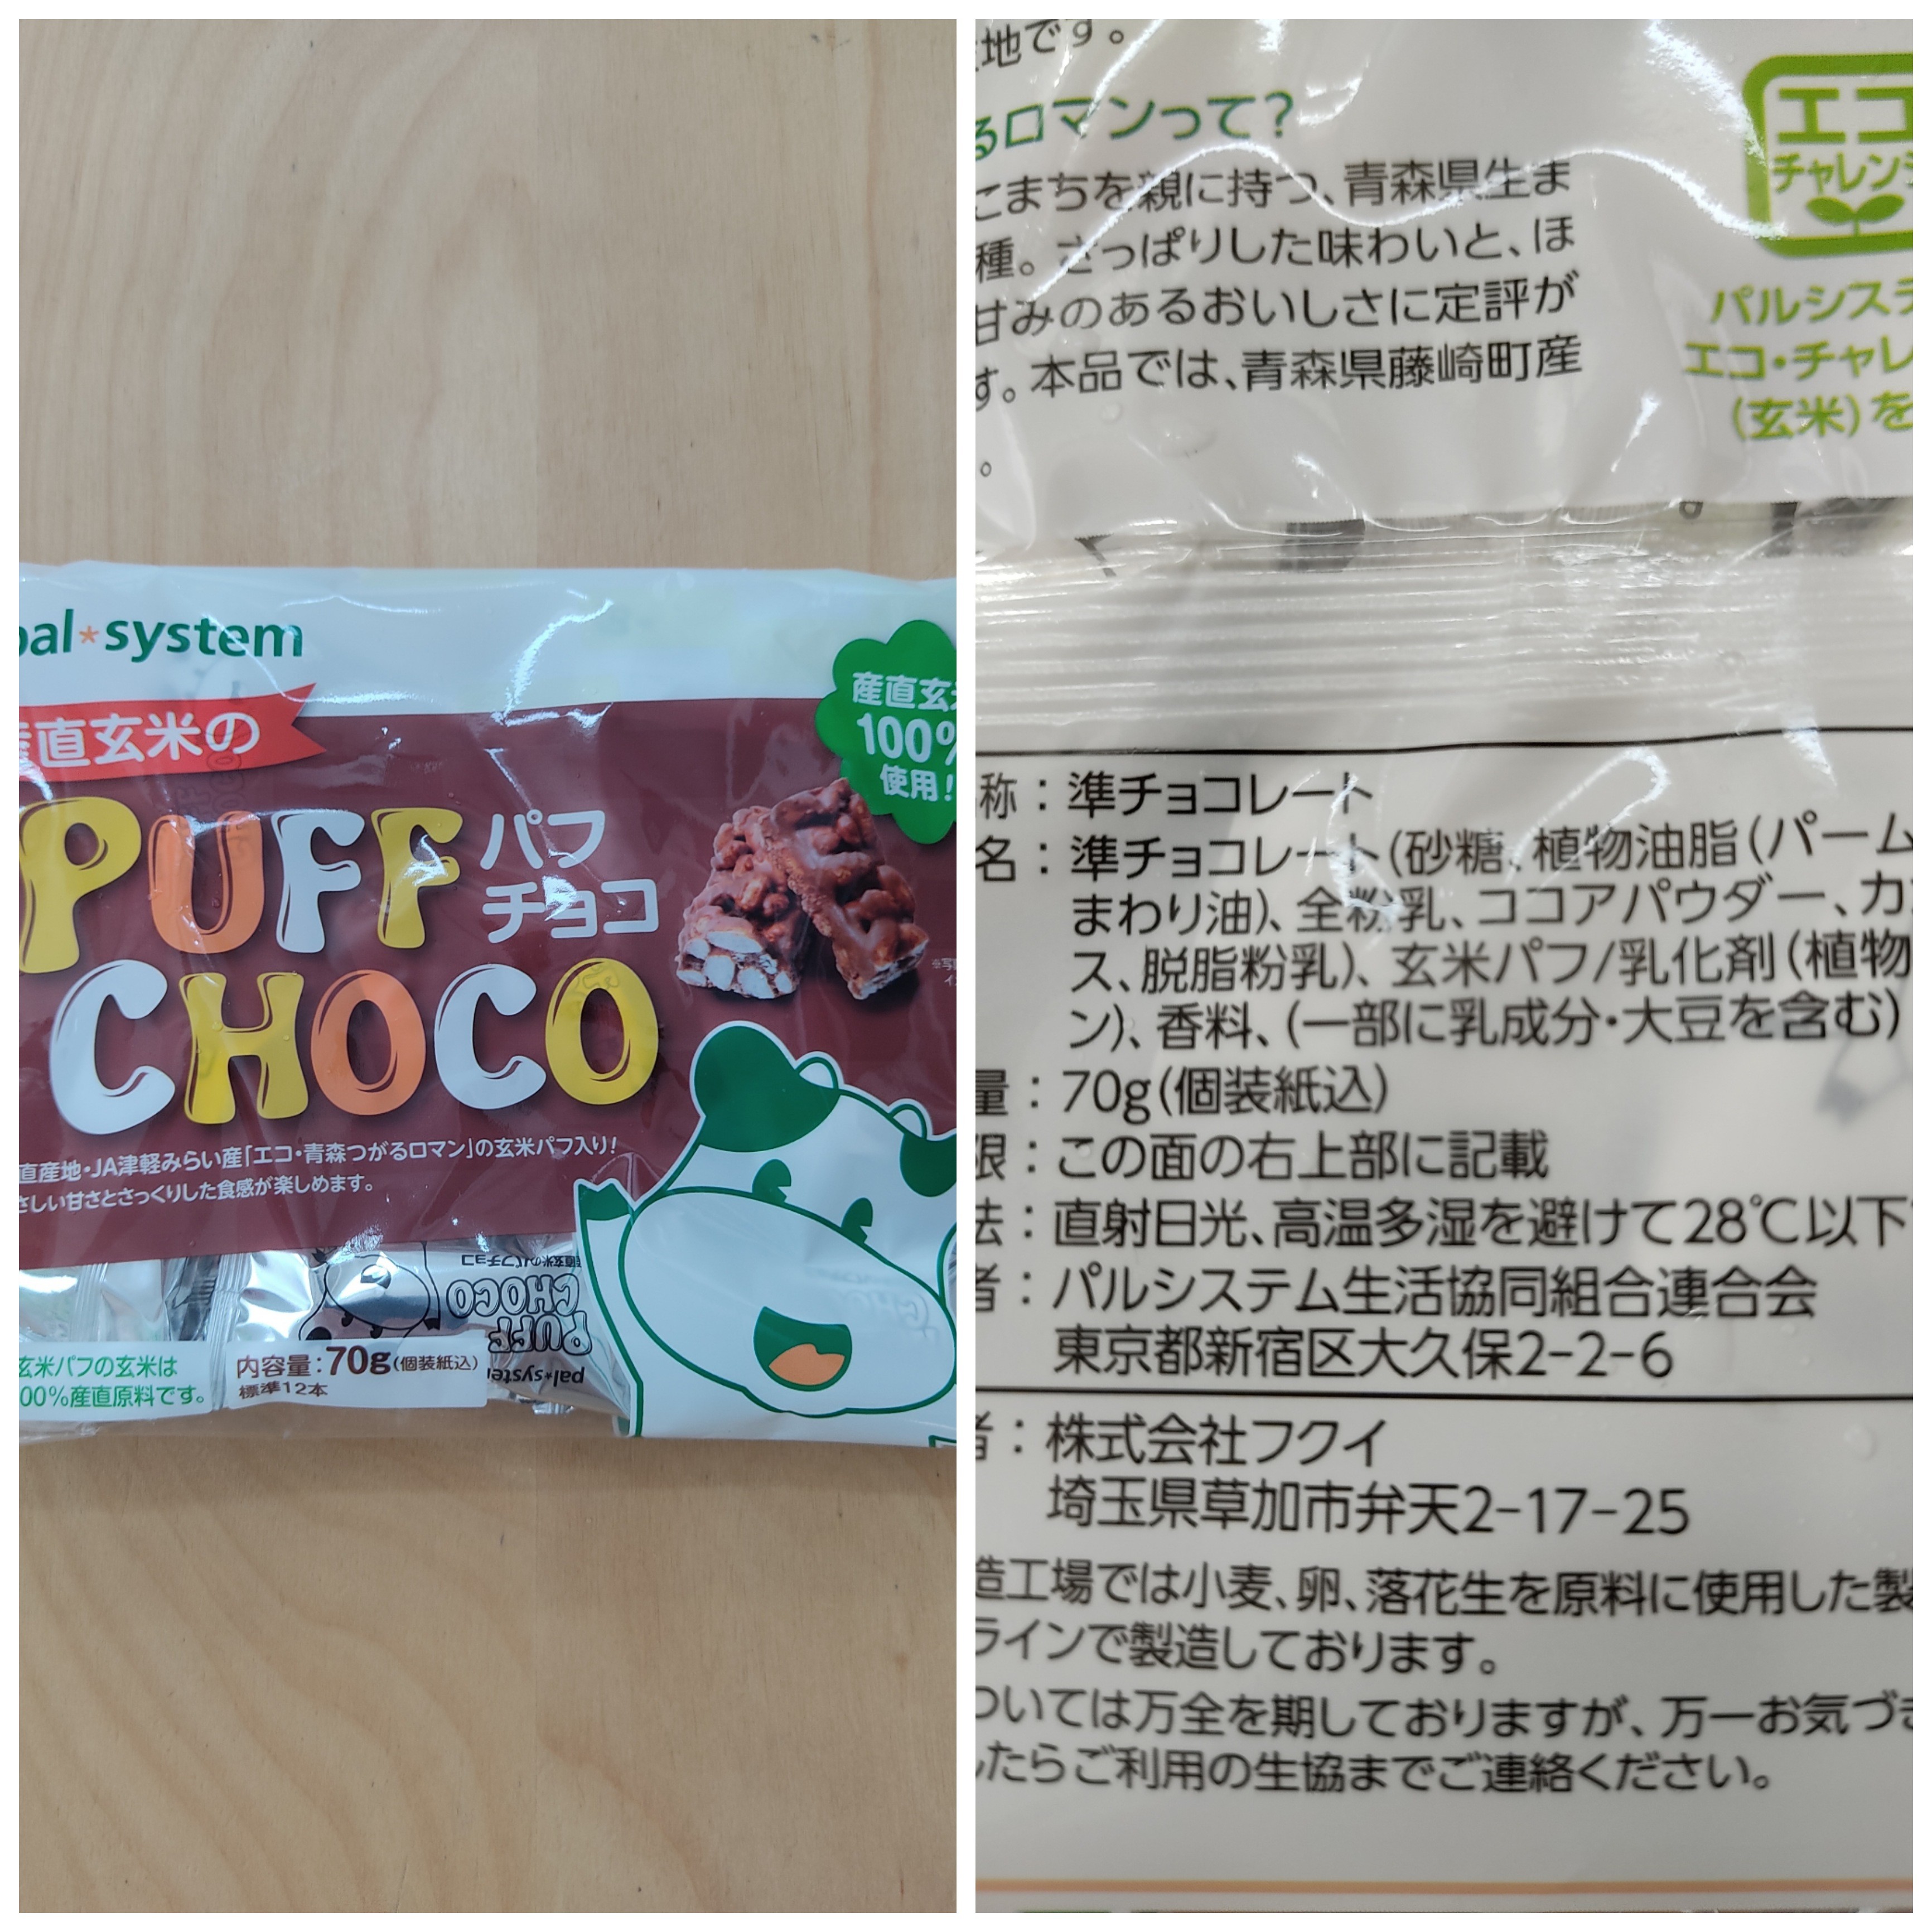 pal*system
直玄米の
産直玄
100%
使用!
PUFF
パフ
チョコ
CHOCO
直産地・JA津軽みらい産「エコ・青森つがるロマン」の玄米パフ入り!
さしい甘さとさっくりした食感が楽しめます。
産直玄米のパフチョコ
PUFF
CHOCO
pal*system
玄米パフの玄米は
00%産直原料です。
内容量:70g(個装紙込)
標準12本
地です。
るロマンって?
こまちを親に持つ、青森県生ま
種。さっぱりした味わいと、ほ
甘みのあるおいしさに定評が
す。本品では、青森県藤崎町産
。
エコ
チャレン
パルシステ
エコ・チャレ
(玄米)を
称:準チョコレート
名:準チョコレート(砂糖、植物油脂(パーム
まわり油)、全粉乳、ココアパウダー、カ
ス、脱脂粉乳)、玄米パフ/乳化剤(植物
ン)、香料、(一部に乳成分・大豆を含む)
量:70g(個装紙込)
限:この面の右上部に記載
法:直射日光、高温多湿を避けて28℃以下
者:パルシステム生活協同組合連合会
東京都新宿区大久保2-2-6
者:株式会社フクイ
埼玉県草加市弁天2-17-25
造工場では小麦、卵、落花生を原料に使用した製
ラインで製造しております。
ついては万全を期しておりますが、万一お気づき
したらご利用の生協までご連絡ください。